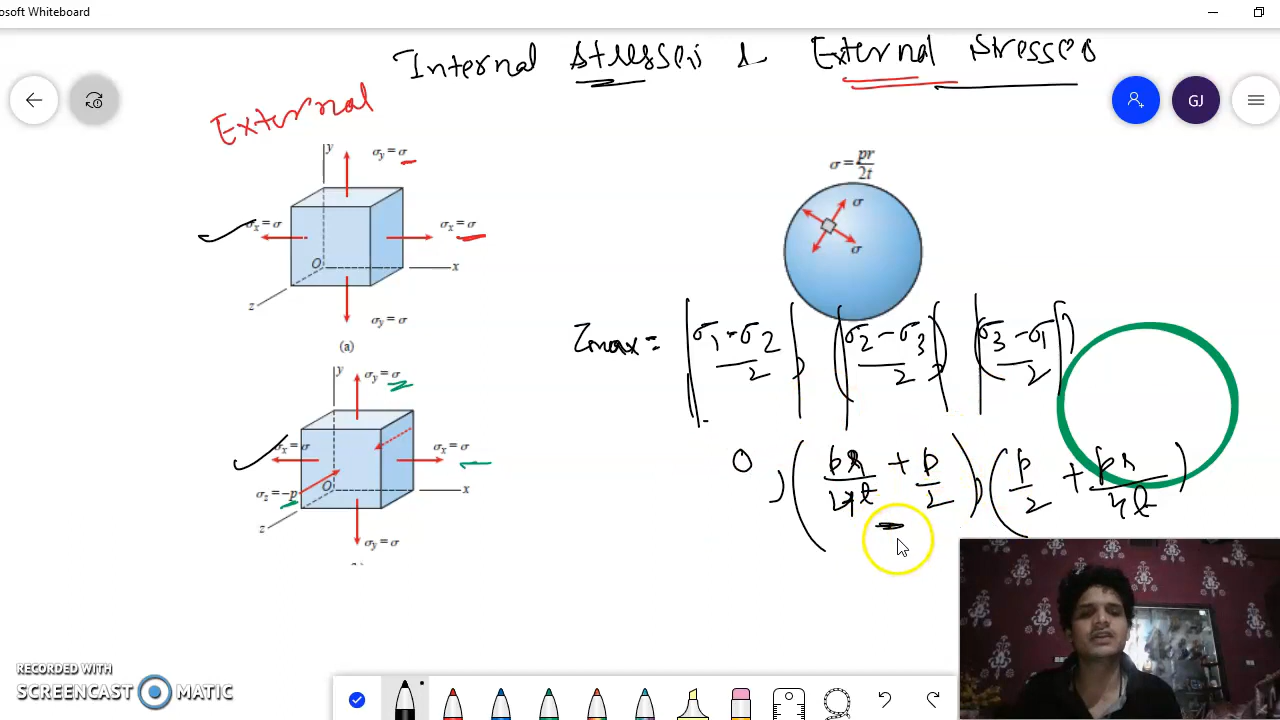 osoft Whiteboard
Internal Stresses & External Stresses
GJ
External
y
σy = σ
σx = σ
σx = σ
O
x
z
σy = σ
(a)
y
σy = σ
σx = σ
σx = σ
σz = −p
O
x
z
σy = σ
σ = pr/2t
σ
σ
Zmax = |σ1 - σ2 / 2|, |(σ2 - σ3 / 2)|, |(σ3 - σ1 / 2)|
0, (pr/4t + p/2), (p/2 + pr/4t)
RECORDED WITH
SCREENCAST MATIC